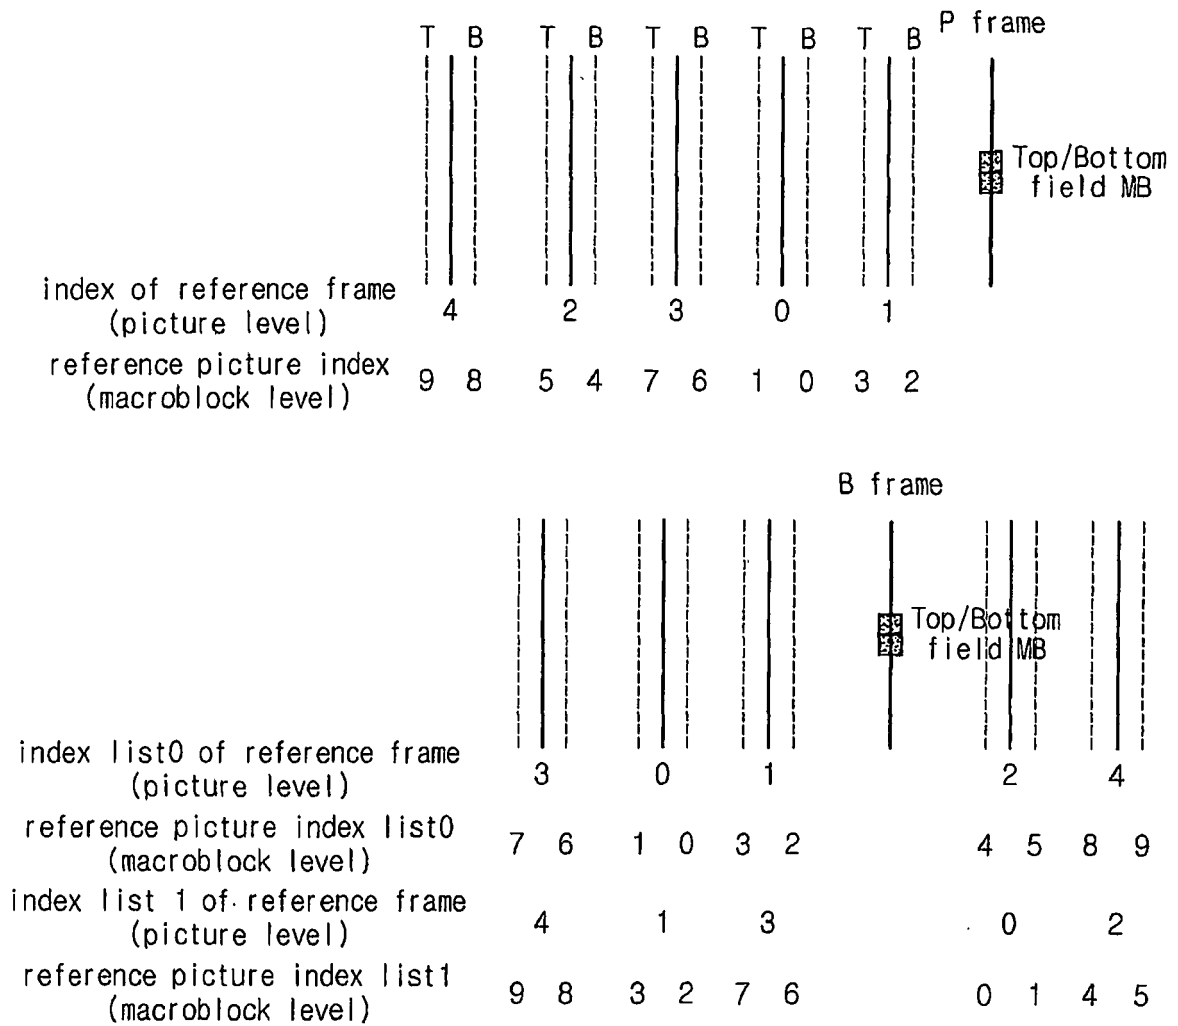 T B T B T B T B T B P frame
Top/Bottom
field MB
index of reference frame
(picture level) 4 2 3 0 1
reference picture index
(macroblock level) 9 8 5 4 7 6 1 0 3 2
B frame
Top/Bottom
field MB
index list0 of reference frame
(picture level) 3 0 1 2 4
reference picture index list0
(macroblock level) 7 6 1 0 3 2 4 5 8 9
index list 1 of reference frame
(picture level) 4 1 3 0 2
reference picture index list1
(macroblock level) 9 8 3 2 7 6 0 1 4 5